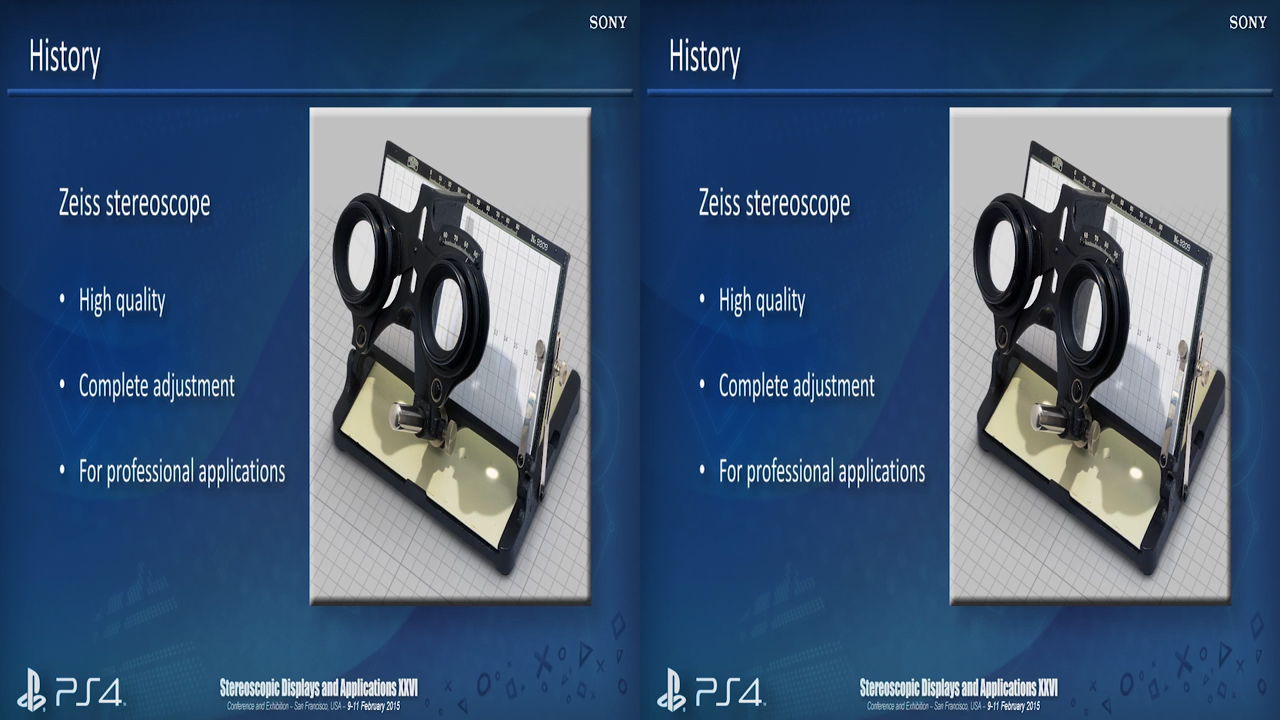 SONY
History
Zeiss stereoscope
• High quality
• Complete adjustment
• For professional applications
PS4
Stereoscopic Displays and Applications XXVI
Conference and Exhibition – San Francisco, USA – 9-11 February 2015
SONY
History
Zeiss stereoscope
• High quality
• Complete adjustment
• For professional applications
PS4
Stereoscopic Displays and Applications XXVI
Conference and Exhibition – San Francisco, USA – 9-11 February 2015